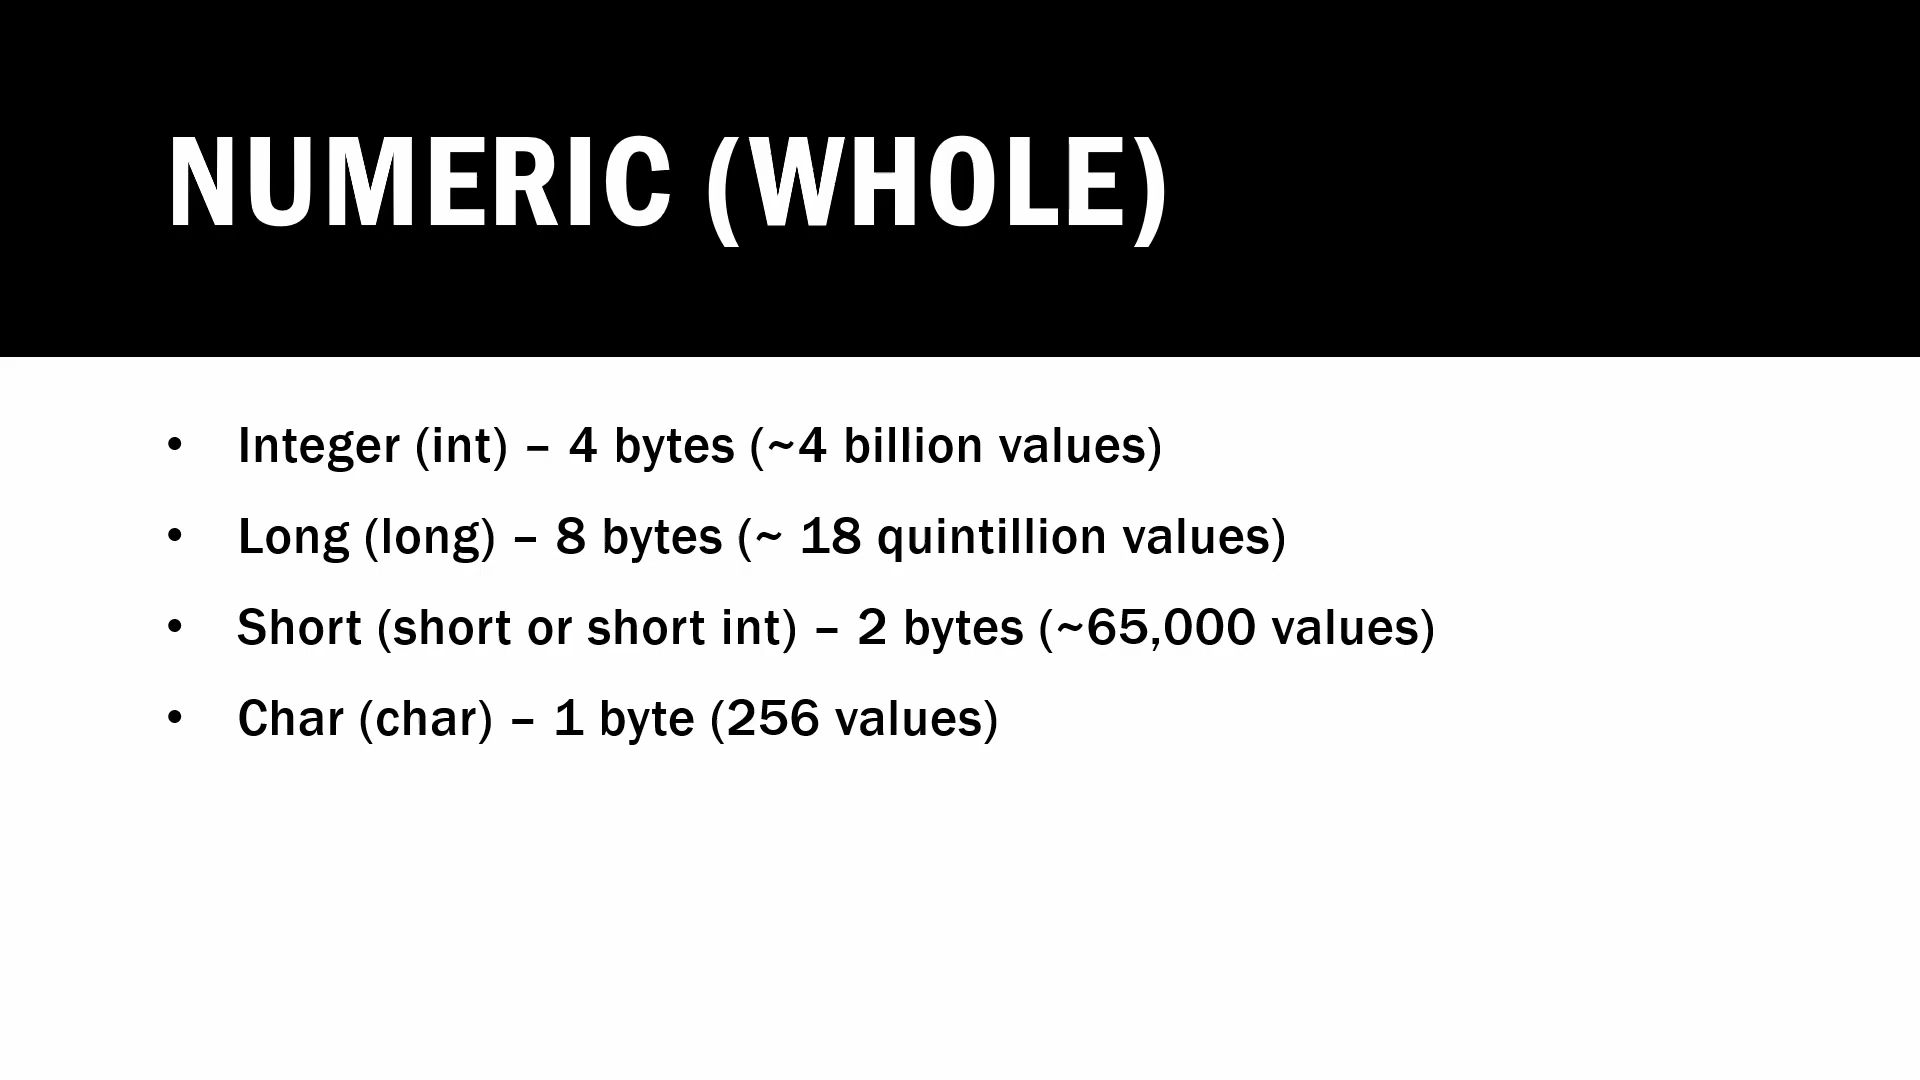 NUMERIC (WHOLE)
• Integer (int) – 4 bytes (~4 billion values)
• Long (long) – 8 bytes (~ 18 quintillion values)
• Short (short or short int) – 2 bytes (~65,000 values)
• Char (char) – 1 byte (256 values)